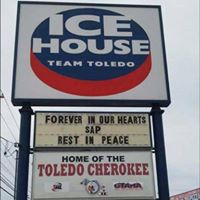 ICE
HOUSE
TEAM TOLEDO
FOREVER IN OUR HEARTS
SAP
REST IN PEACE
HOME OF THE
TOLEDO CHEROKEE